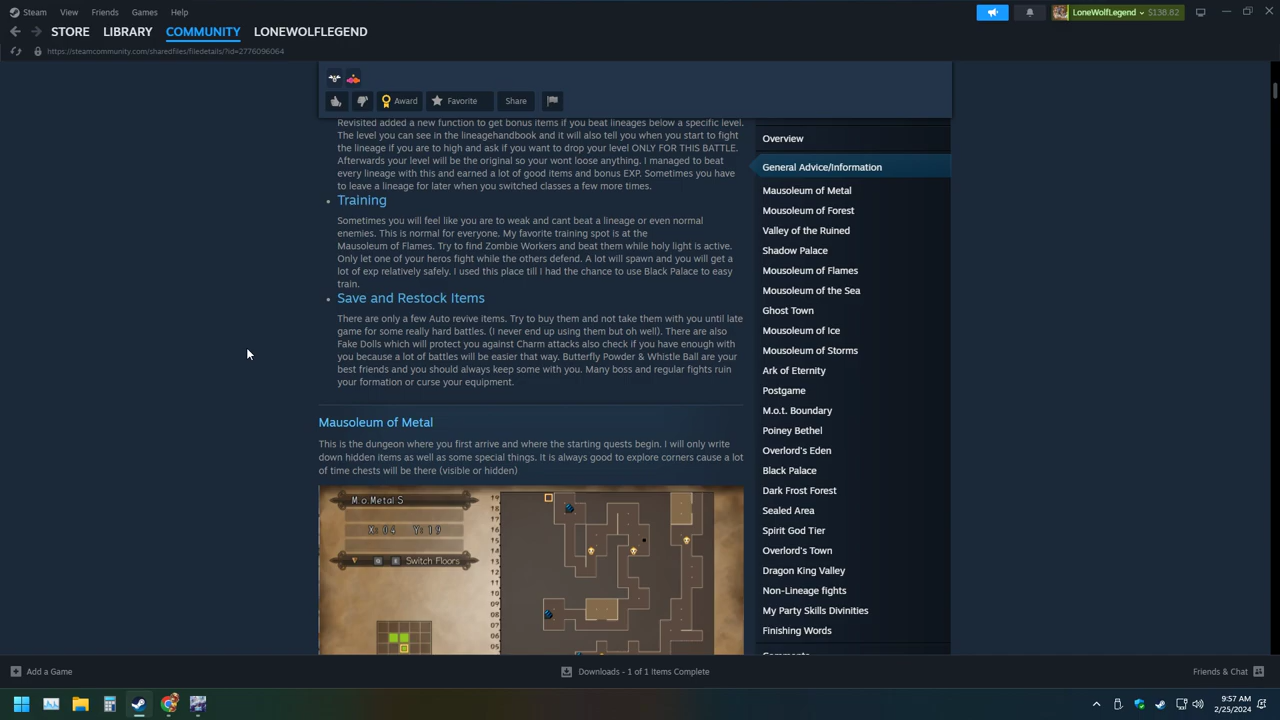 Steam View Friends Games Help LoneWolfLegend $138.82
STORE LIBRARY COMMUNITY LONEWOLFLEGEND
https://steamcommunity.com/sharedfiles/filedetails/?id=2776096064
Award Favorite Share
Revisited added a new function to get bonus items if you beat lineages below a specific level.
The level you can see in the lineagehandbook and it will also tell you when you start to fight
the lineage if you are to high and ask if you want to drop your level ONLY FOR THIS BATTLE.
Afterwards your level will be the original so your wont loose anything. I managed to beat
every lineage with this and earned a lot of good items and bonus EXP. Sometimes you have
to leave a lineage for later when you switched classes a few more times.
Training
Sometimes you will feel like you are to weak and cant beat a lineage or even normal
enemies. This is normal for everyone. My favorite training spot is at the
Mausoleum of Flames. Try to find Zombie Workers and beat them while holy light is active.
Only let one of your heros fight while the others defend. A lot will spawn and you will get a
lot of exp relatively safely. I used this place till I had the chance to use Black Palace to easy
train.
Save and Restock Items
There are only a few Auto revive items. Try to buy them and not take them with you until late
game for some really hard battles. (I never end up using them but oh well). There are also
Fake Dolls which will protect you against Charm attacks also check if you have enough with
you because a lot of battles will be easier that way. Butterfly Powder & Whistle Ball are your
best friends and you should always keep some with you. Many boss and regular fights ruin
your formation or curse your equipment.
Mausoleum of Metal
This is the dungeon where you first arrive and where the starting quests begin. I will only write
down hidden items as well as some special things. It is always good to explore corners cause a lot
of time chests will be there (visible or hidden)
M.o.Metal S
X:04 Y:19
Q E Switch Floors
19
18
17
16
15
14
13
12
11
10
09
08
07
06
05
Overview
General Advice/Information
Mausoleum of Metal
Mausoleum of Forest
Valley of the Ruined
Shadow Palace
Mausoleum of Flames
Mousoleum of the Sea
Ghost Town
Mousoleum of Ice
Mousoleum of Storms
Ark of Eternity
Postgame
M.o.t. Boundary
Poiney Bethel
Overlord's Eden
Black Palace
Dark Frost Forest
Sealed Area
Spirit God Tier
Overlord's Town
Dragon King Valley
Non-Lineage fights
My Party Skills Divinities
Finishing Words
Add a Game Downloads - 1 of 1 Items Complete Friends & Chat
9:57 AM
2/25/2024